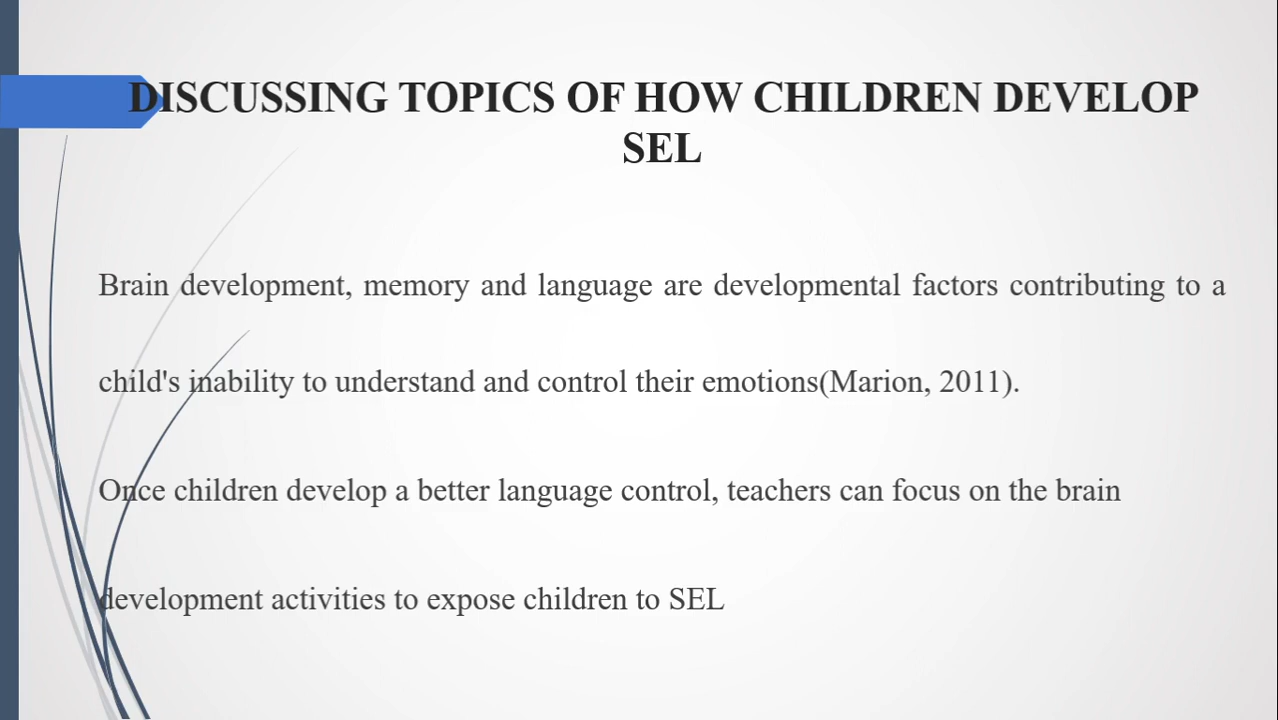 DISCUSSING TOPICS OF HOW CHILDREN DEVELOP
SEL
Brain development, memory and language are developmental factors contributing to a
child's inability to understand and control their emotions(Marion, 2011).
Once children develop a better language control, teachers can focus on the brain
development activities to expose children to SEL